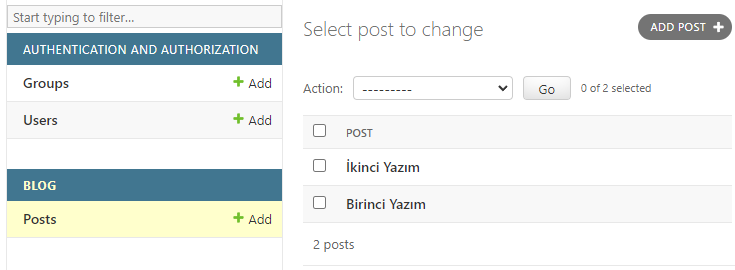 Start typing to filter...
AUTHENTICATION AND AUTHORIZATION
Groups + Add
Users + Add
BLOG
Posts + Add
Select post to change
ADD POST +
Action: --------- Go 0 of 2 selected
POST
İkinci Yazım
Birinci Yazım
2 posts